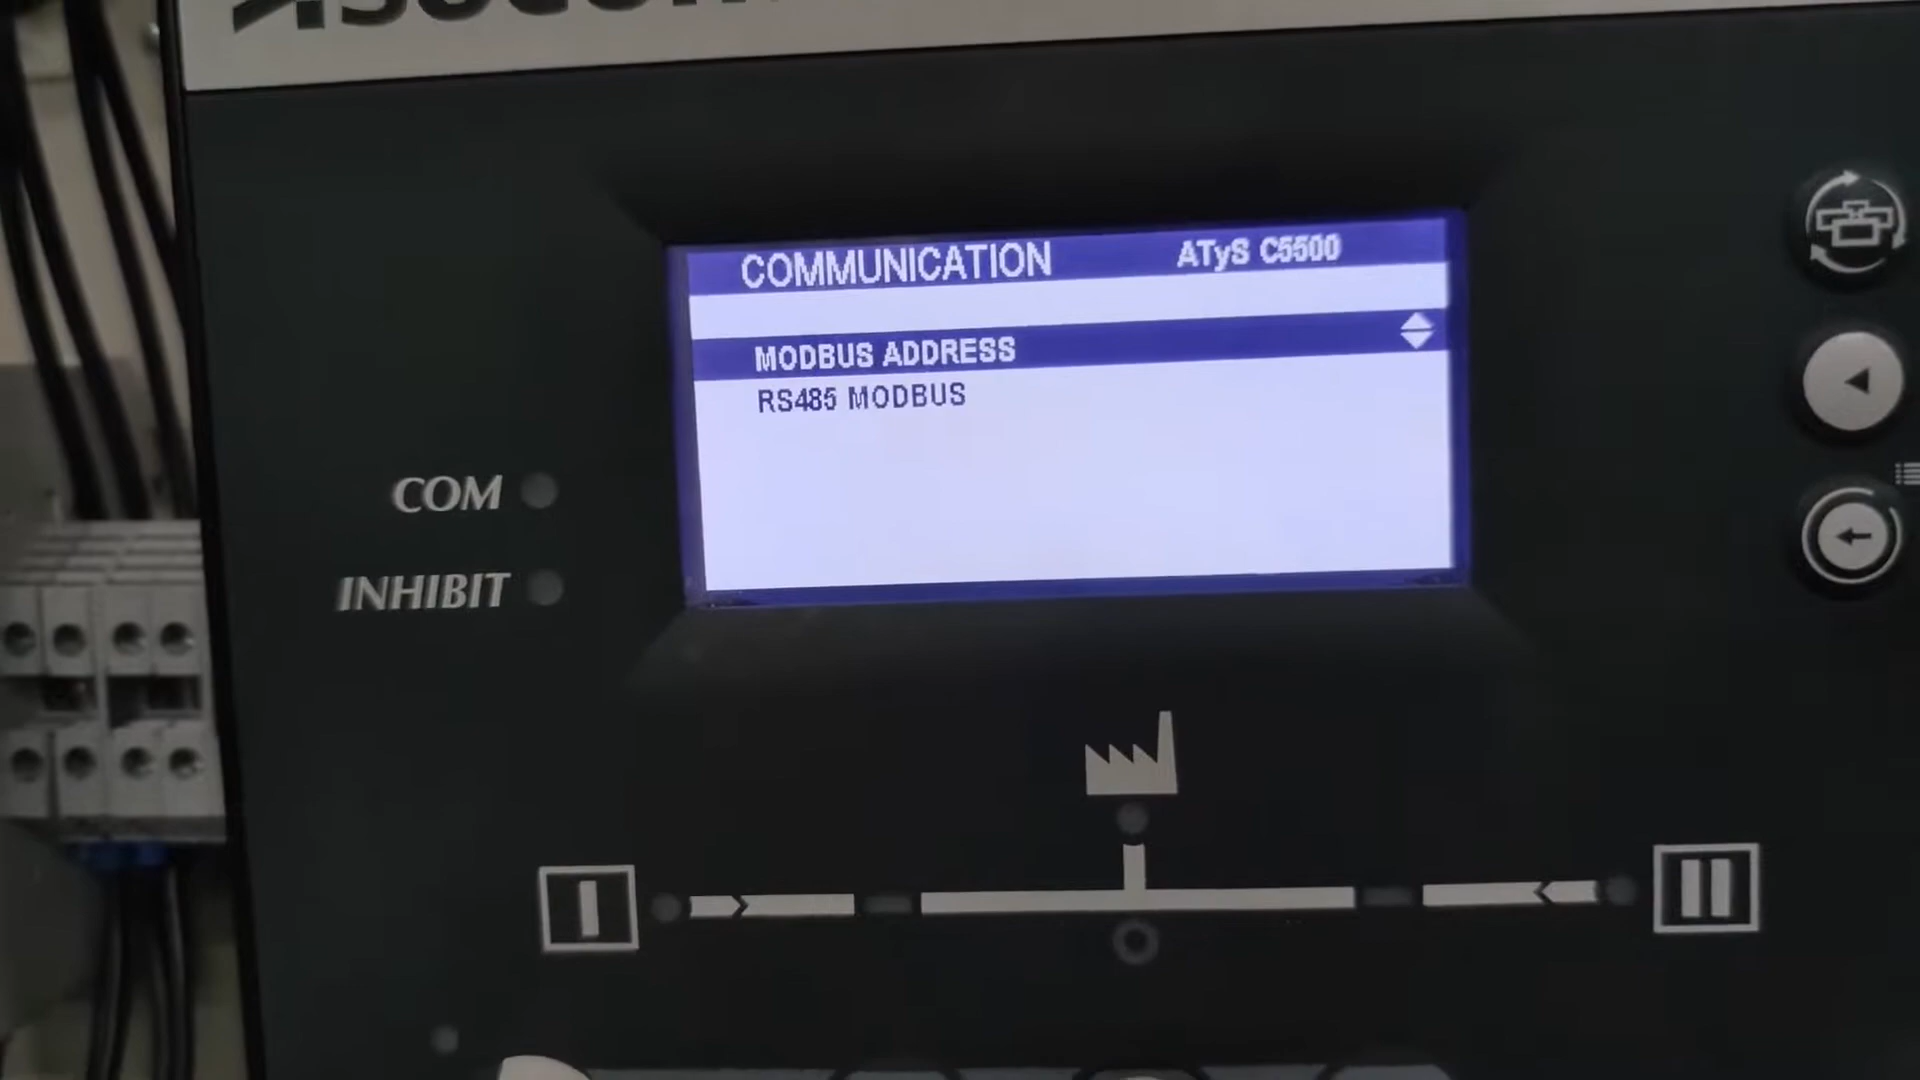 COMMUNICATION ATyS C5500
MODBUS ADDRESS
RS485 MODBUS
COM
INHIBIT
I
II